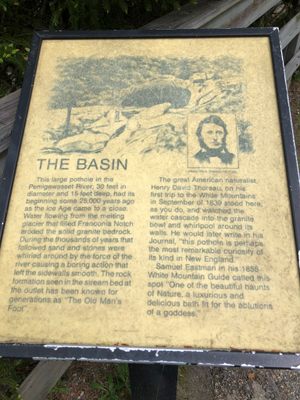 THE BASIN
This large pothole in the
Pemigewasset River, 30 feet in
diameter and 15 feet deep, had its
beginning some 25,000 years ago
as the Ice Age came to a close.
Water flowing from the melting
glacier that filled Franconia Notch
eroded the solid granite bedrock.
During the thousands of years that
followed sand and stones were
whirled around by the force of the
river causing a boring action that
left the sidewalls smooth. The rock
formation seen in the stream bed at
the outlet has been known for
generations as "The Old Man's
Foot"
The great American naturalist,
Henry David Thoreau, on his
first trip to the White Mountains
in September of 1839 stood here,
as you do, and watched the
water cascade into the granite
bowl and whirlpool around its
walls. He would later write in his
Journal, "this pothole is perhaps
the most remarkable curiosity of
its kind in New England."
Samuel Eastman in his 1858
White Mountain Guide called this
spot "One of the beautiful haunts
of Nature, a luxurious and
delicious bath fit for the ablutions
of a goddess."